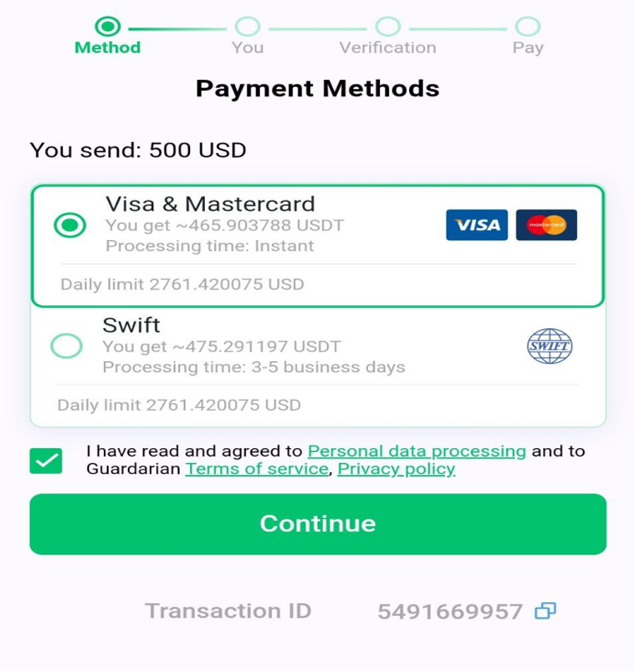 Method You Verification Pay
Payment Methods
You send: 500 USD
Visa & Mastercard
You get ~465.903788 USDT
Processing time: Instant
VISA mastercard
Daily limit 2761.420075 USD
Swift
You get ~475.291197 USDT
Processing time: 3-5 business days
SWIFT
Daily limit 2761.420075 USD
I have read and agreed to Personal data processing and to
Guardarian Terms of service, Privacy policy
Continue
Transaction ID 5491669957